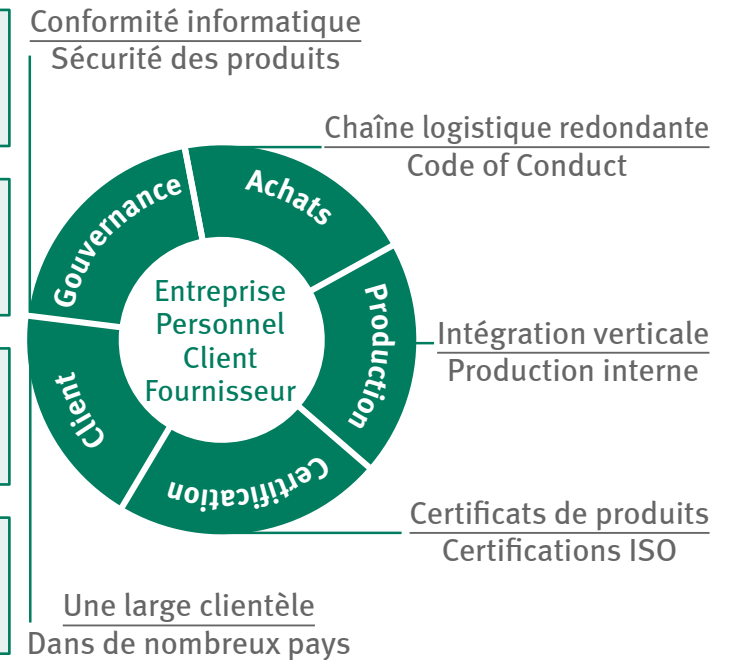 Conformité informatique
Sécurité des produits
Chaîne logistique redondante
Code of Conduct
Gouvernance
Achats
Entreprise
Personnel
Client
Fournisseur
Production
Intégration verticale
Production interne
Client
Certification
Certificats de produits
Certifications ISO
Une large clientèle
Dans de nombreux pays